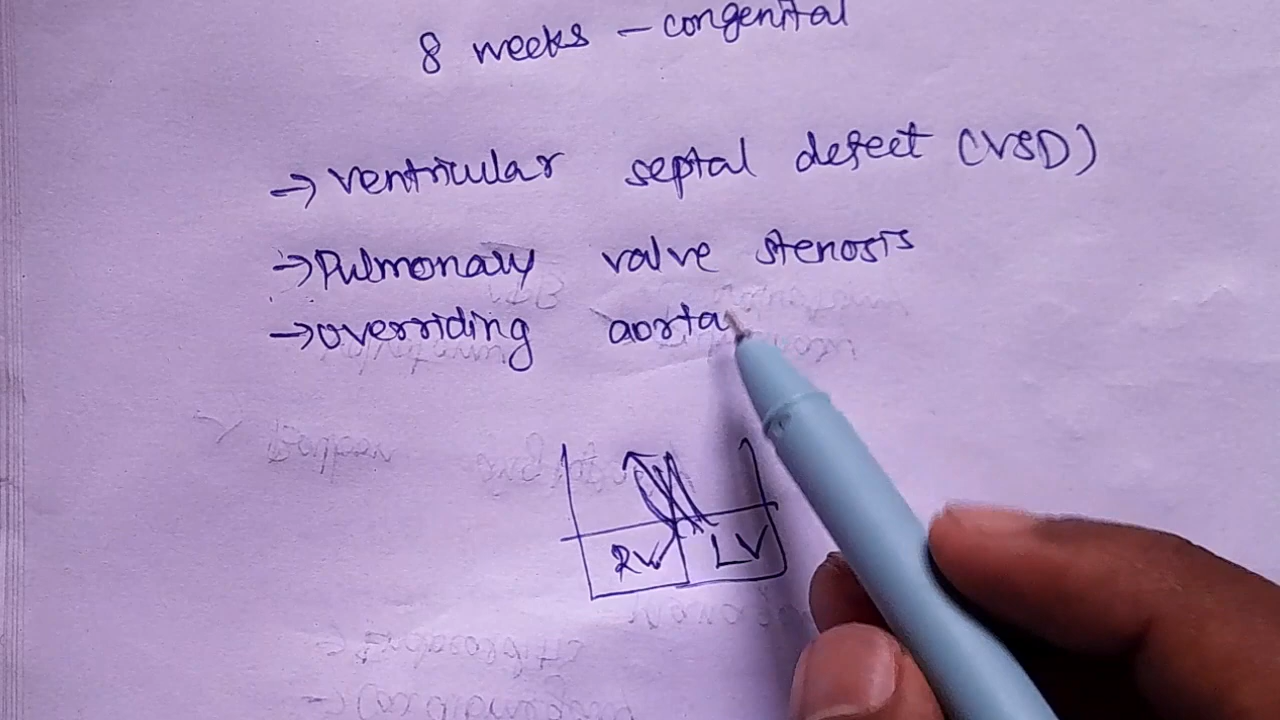 8 weeks - congenital
→ ventricular septal defect (VSD)
→ Pulmonary valve stenosis
→ overriding aorta
RV LV